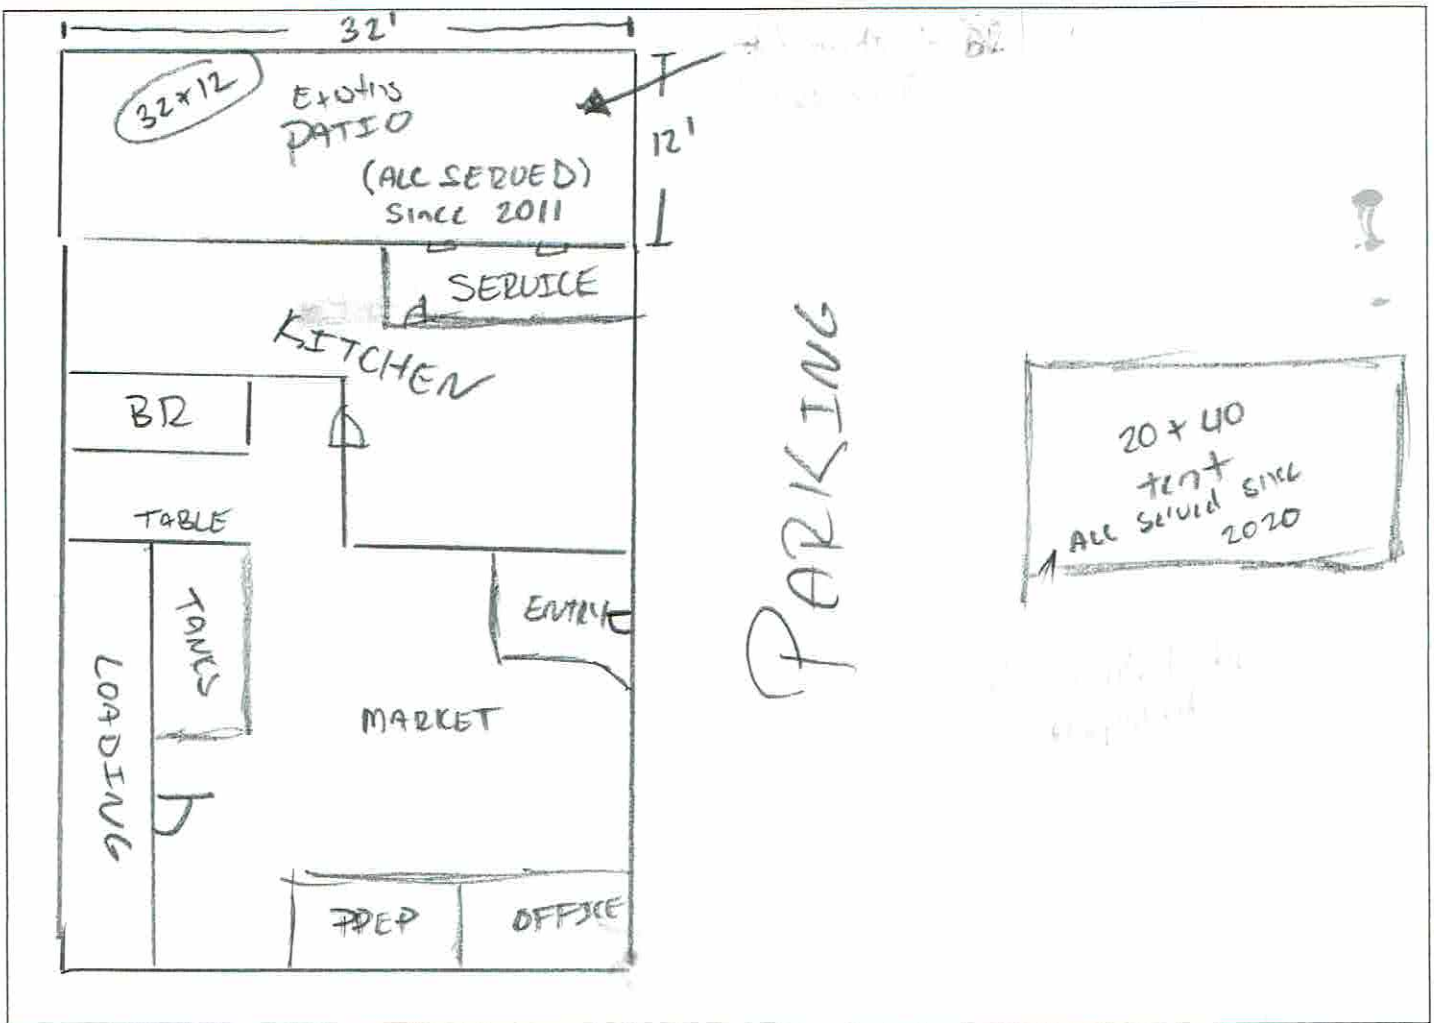 32'
32x12
PATIO
(ALL SERVED)
Since 2011
12'
SERVICE
KITCHEN
BR
TABLE
TANKS
LOADING
ENTRY
MARKET
PREP
OFFICE
PARKING
20 x 40
tent
All Served since
2020